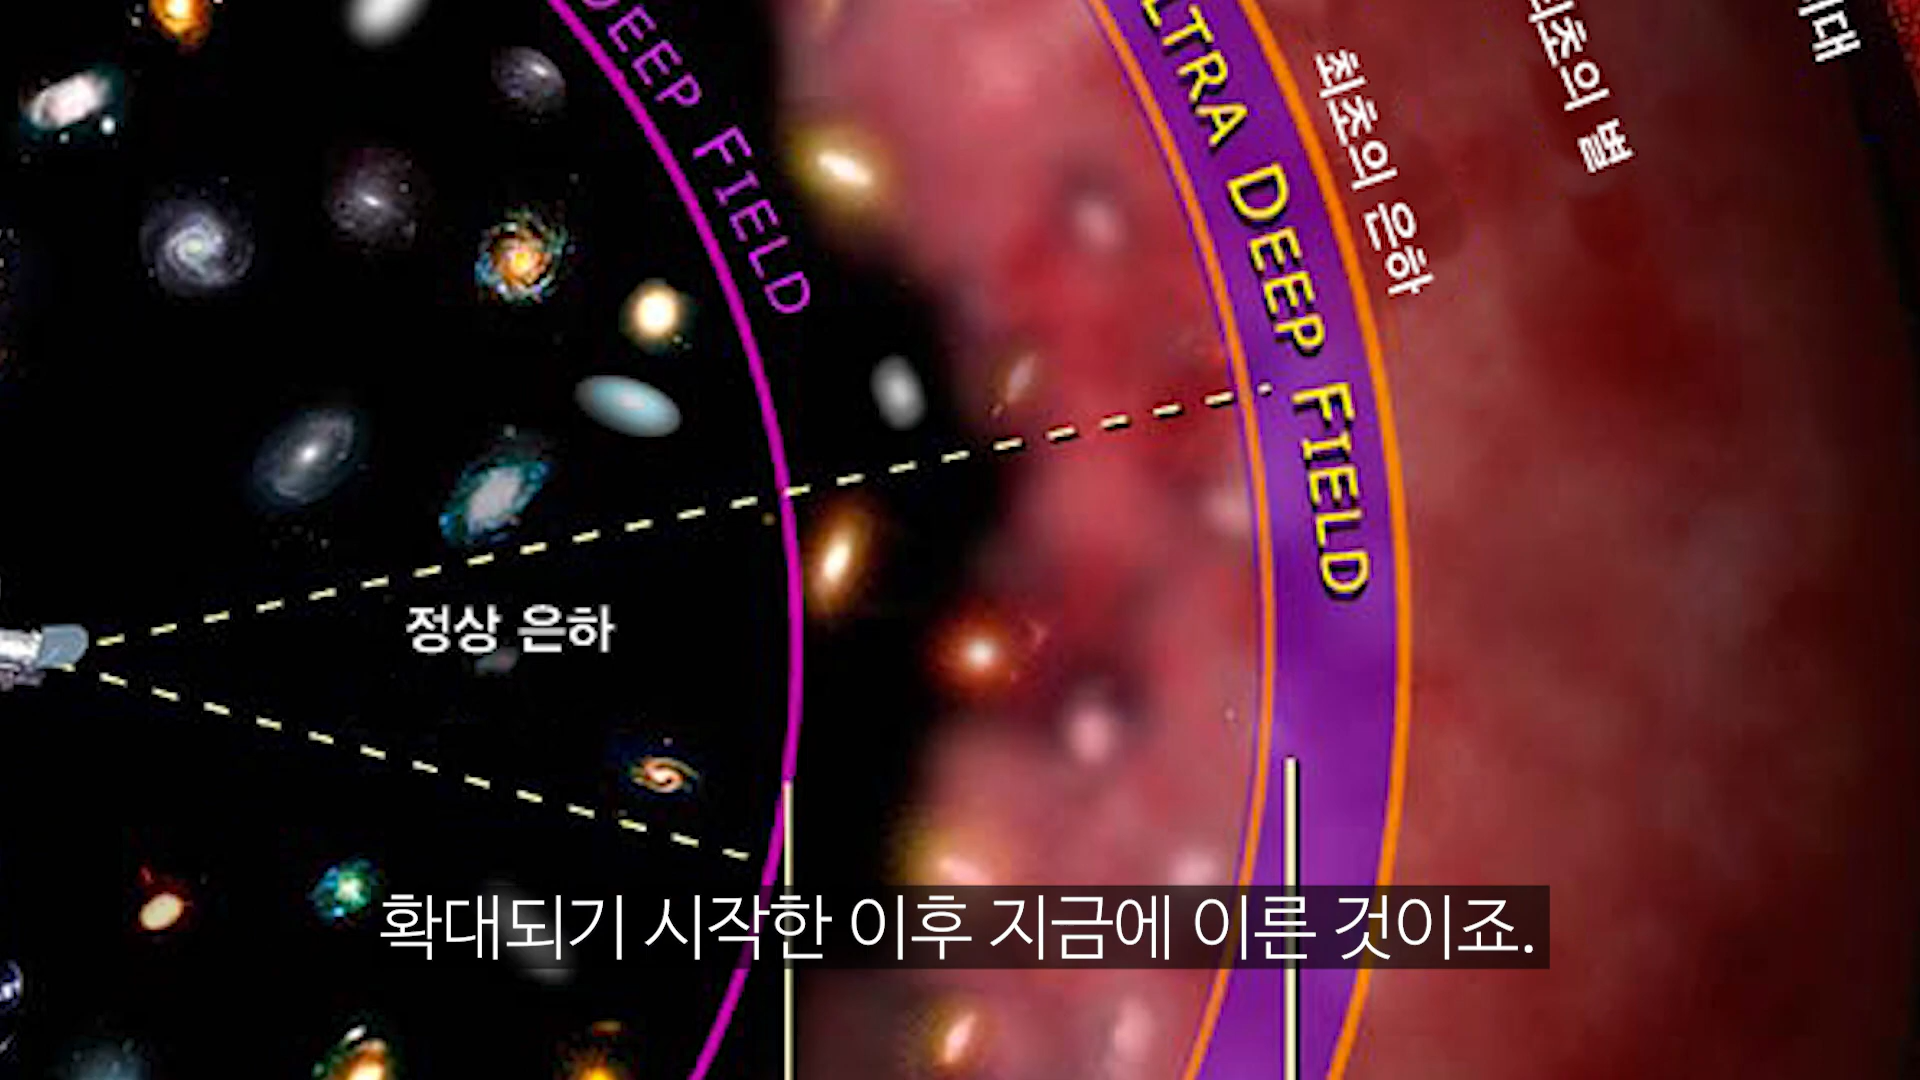 DEEP FIELD
LTRA DEEP FIELD
최초의 은하
최초의 별
정상 은하
확대되기 시작한 이후 지금에 이른 것이죠.